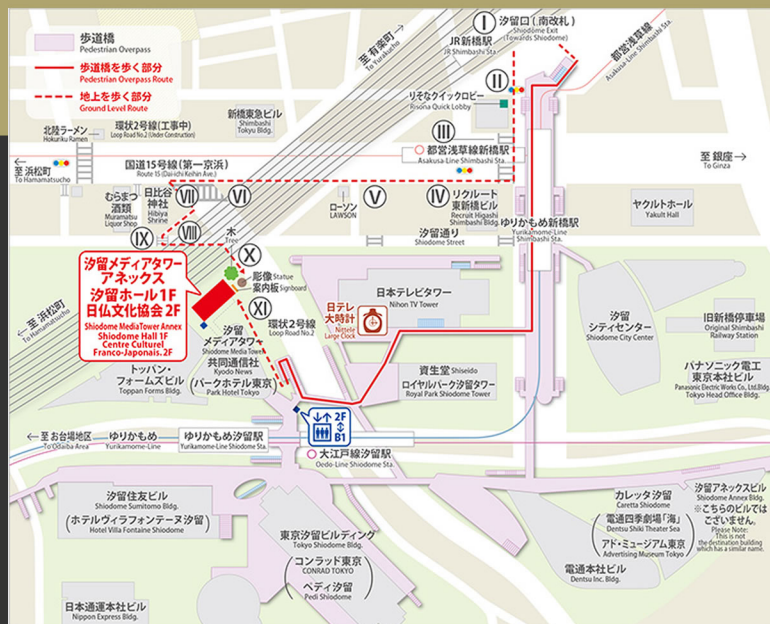 歩道橋
Pedestrian Overpass
歩道橋を歩く部分
Pedestrian Overpass Route
地上を歩く部分
Ground Level Route
至 有楽町
To Yurakucho
Ⅰ
汐留口(.南改札)
Shiodome Exit
(Towards Shiodome)
JR新橋駅
JR Shimbashi Sta.
都営浅草線
Asakusa-Line Shimbashi Sta.
Ⅱ
りそなクイックロビー
Risona Quick Lobby
北陸ラーメン
Hokuriku Ramen
環状2号線(工事中)
Loop Road No.2 (Under Construction)
新橋東急ビル
Shimbashi
Tokyu Bldg.
Ⅲ
都営浅草線新橋駅
Asakusa-Line Shimbashi Sta.
至 浜松町
To Hamamatsucho
国道15号線(第一京浜)
Route 15 (Dai-ichi Keihin Ave.)
至 銀座
To Ginza
むらまつ
酒類
Muramatsu
Liquor Shop
日比谷
神社
Hibiya
Shrine
Ⅶ
Ⅵ
ローソン
LAWSON
Ⅴ
Ⅳ
リクルート
東新橋ビル
Recruit Higashi
Shimbashi Bldg.
ゆりかもめ新橋駅
Yurikamome-Line
Shimbashi Sta.
ヤクルトホール
Yakult Hall
Ⅸ
Ⅷ
木
Tree
汐留通り
Shiodome Street
Ⅹ
汐留メディアタワー
アネックス
汐留ホール1F
日仏文化協会 2F
Shiodome MediaTower Annex
Shiodome Hall 1F
Centre Culturel
Franco-Japonais. 2F
彫像 Statue
案内板 Signboard
Ⅺ
日本テレビタワー
Nihon TV Tower
日テレ
大時計
Nittele
Large Clock
汐留
シティセンター
Shiodome City Center
旧新橋停車場
Original Shimbashi
Railway Station
至 浜松町
To Hamamatsucho
環状2号線
Loop Road No.2
汐留
メディアタワー
Shiodome Media Tower
共同通信社
Kyodo News
(パークホテル東京)
Park Hotel Tokyo
トッパン・
フォームズビル
Toppan Forms Bldg.
資生堂 Shiseido
ロイヤルパーク汐留タワー
Royal Park Shiodome Tower
パナソニック電工
東京本社ビル
Panasonic Electric Works Co., Ltd.Bldg.
Tokyo Head Office Bldg.
2F
B1
至 お台場地区
To Odaiba Area
ゆりかもめ
Yurikamome-Line
ゆりかもめ汐留駅
Yurikamome-Line Shiodome Sta.
大江戸線汐留駅
Oedo-Line Shiodome Sta.
汐留住友ビル
Shiodome Sumitomo Bldg.
(ホテルヴィラフォンテーヌ汐留)
Hotel Villa Fontaine Shiodome
東京汐留ビルディング
Tokyo Shiodome Bldg.
コンラッド東京
CONRAD TOKYO
ペディ汐留
Pedi Shiodome
カレッタ汐留
Caretta Shiodome
電通四季劇場「海」
Dentsu Shiki Theater Sea
アド・ミュージアム東京
Advertising Museum Tokyo
電通本社ビル
Dentsu Inc. Bldg.
汐留アネックスビル
Shiodome Annex Bldg.
※こちらのビルでは
ございません。
Please Note:
This is not
the destination building
which has a similar name.
日本通運本社ビル
Nippon Express Bldg.